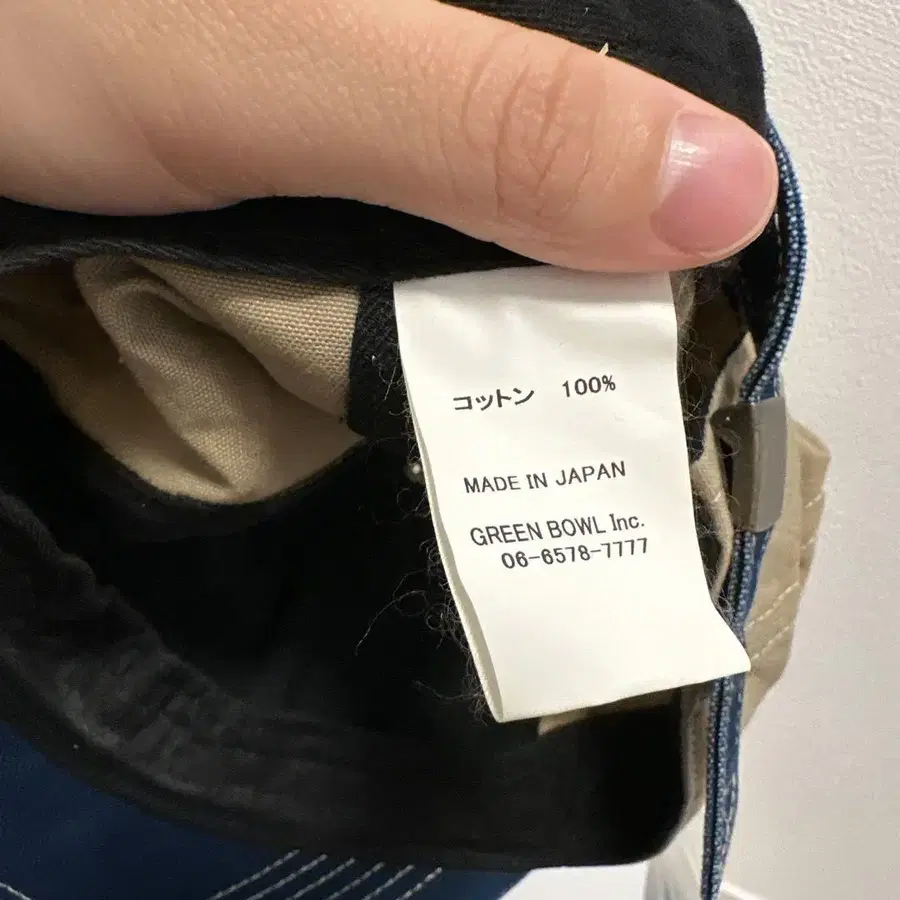 コットン 100%
MADE IN JAPAN
GREEN BOWL Inc.
06-6578-7777